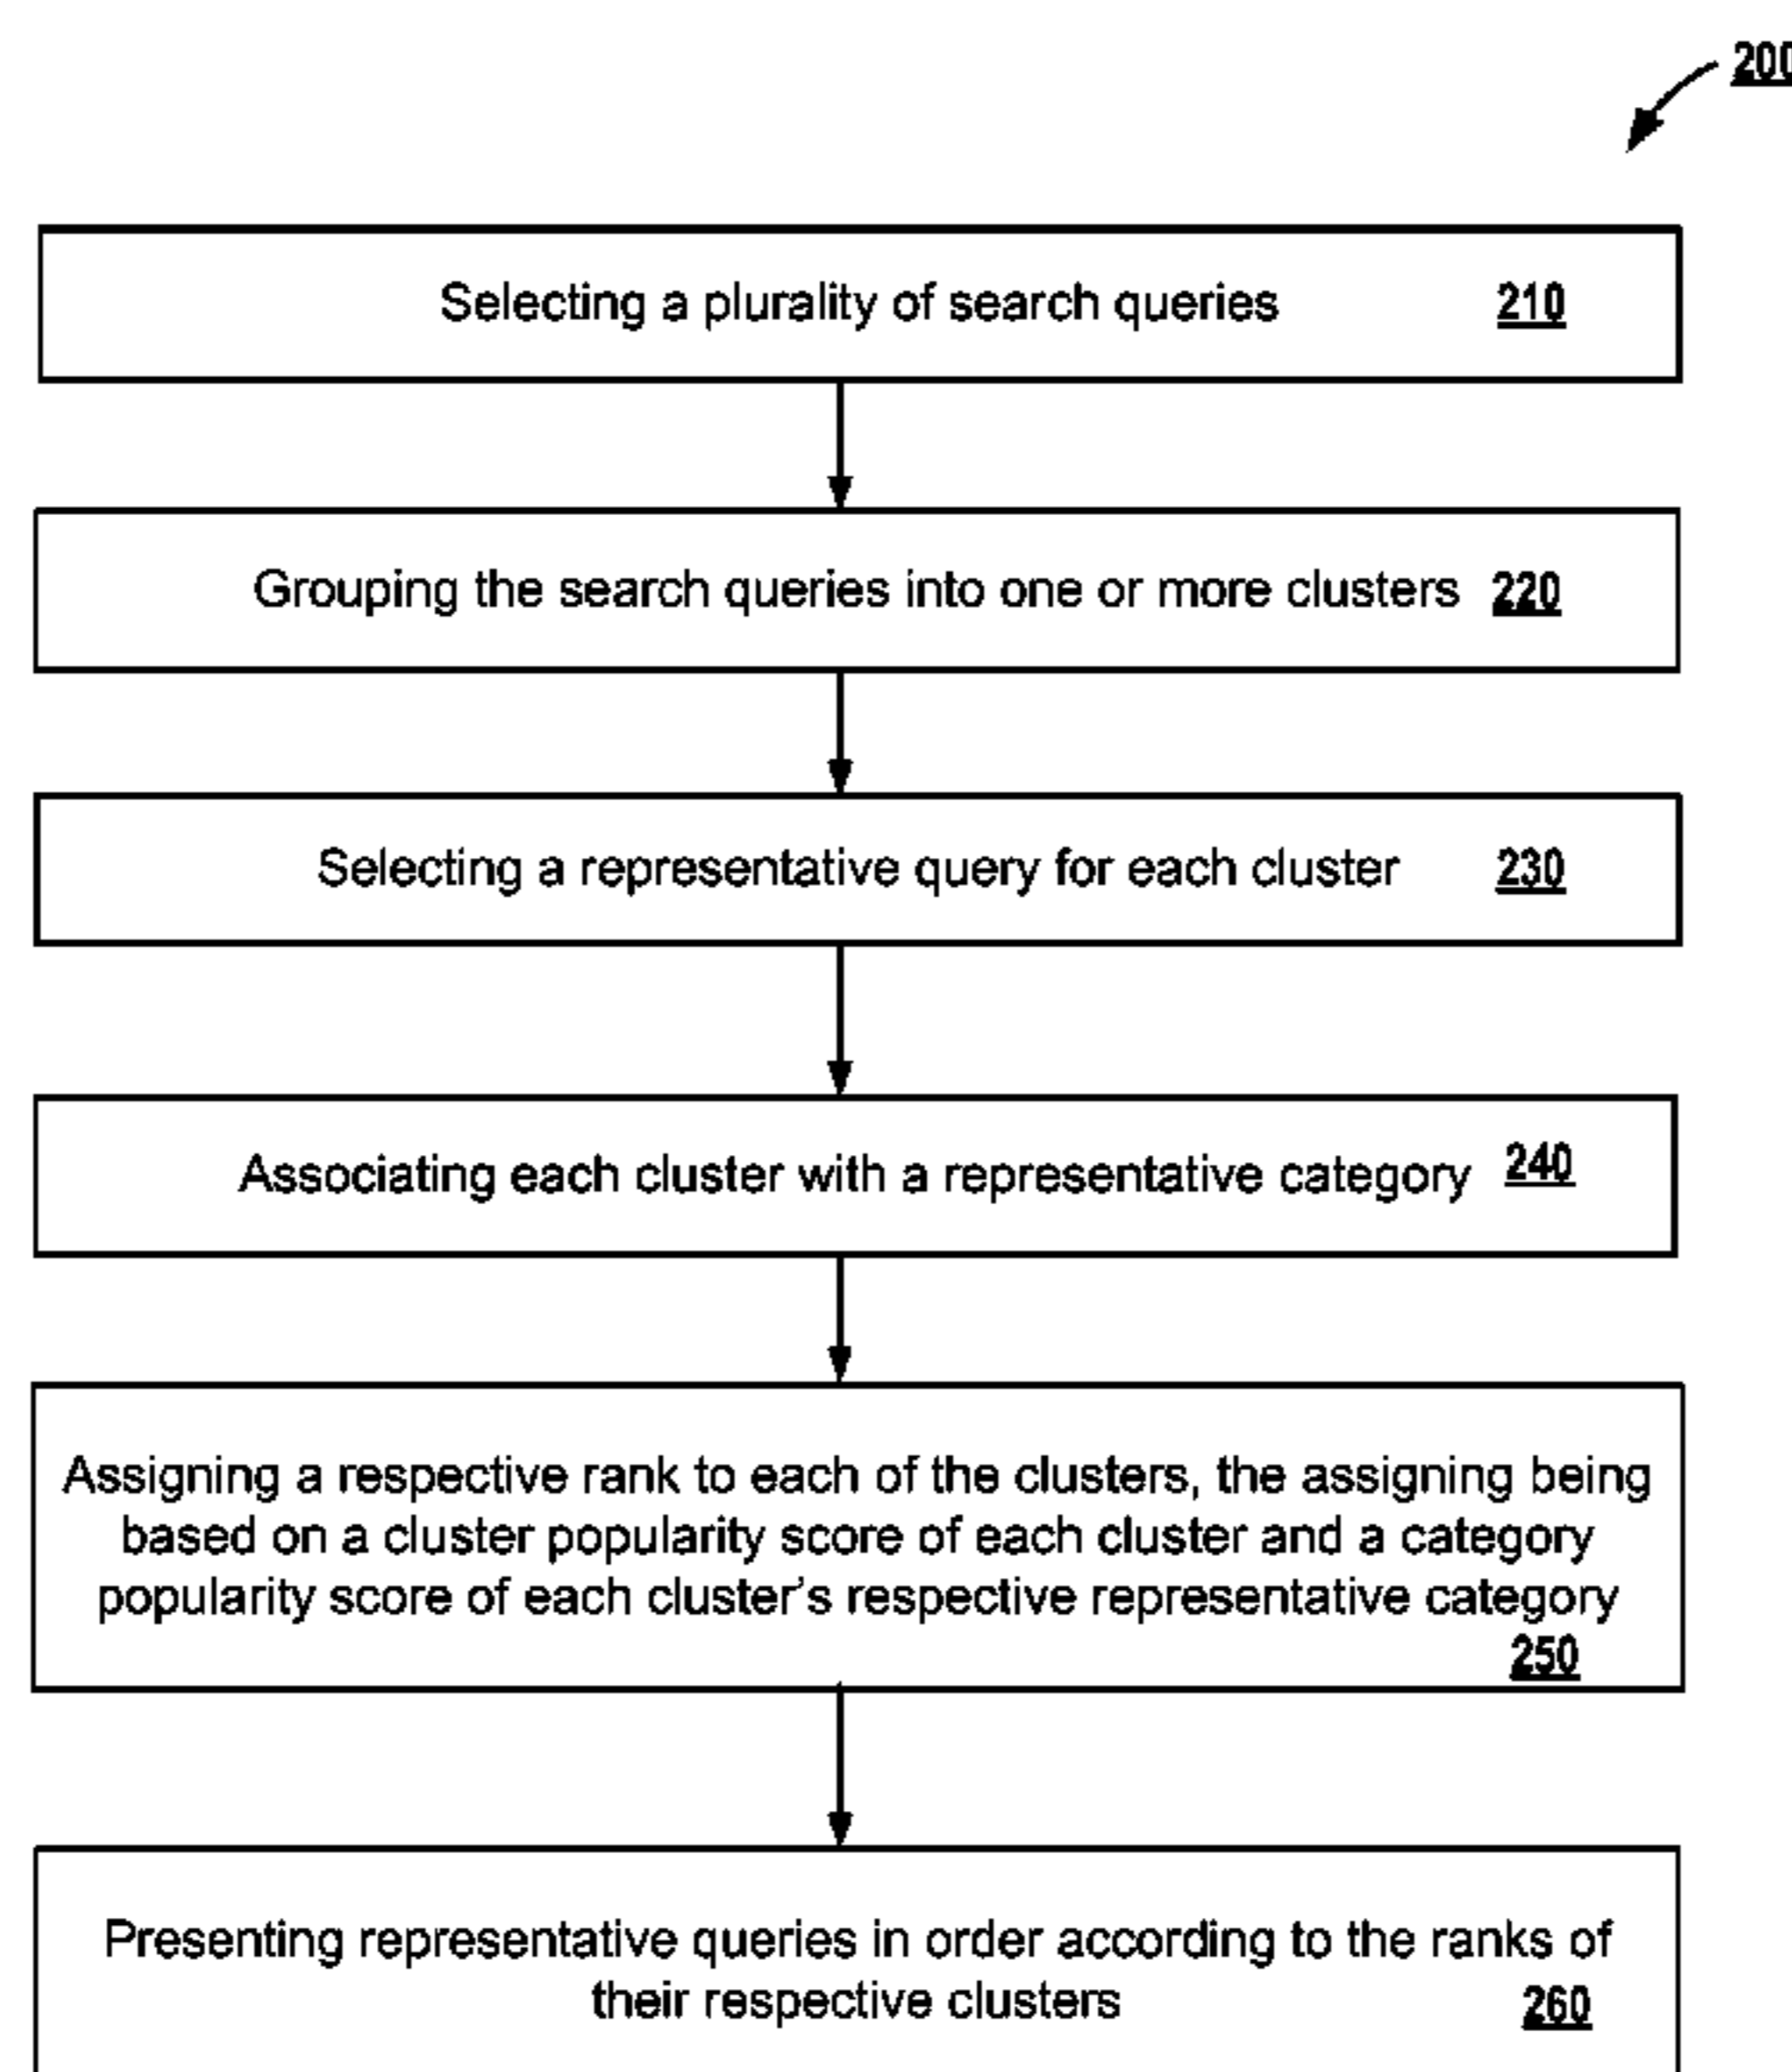 200
Selecting a plurality of search queries 210
Grouping the search queries into one or more clusters 220
Selecting a representative query for each cluster 230
Associating each cluster with a representative category 240
Assigning a respective rank to each of the clusters, the assigning being
based on a cluster popularity score of each cluster and a category
popularity score of each cluster's respective representative category
250
Presenting representative queries in order according to the ranks of
their respective clusters 260